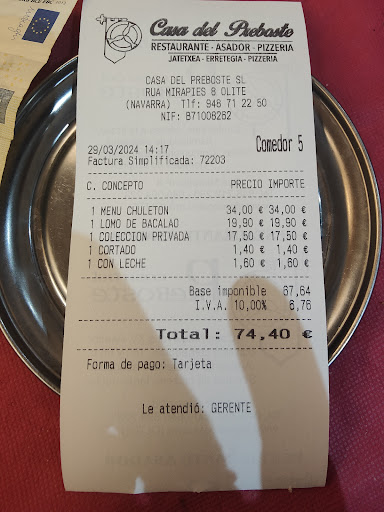 Casa del Preboste
RESTAURANTE - ASADOR - PIZZERIA
JATETXEA - ERRETEGIA - PIZZERIA
CASA DEL PREBOSTE SL
RUA MIRAPIES 8 OLITE
(NAVARRA) Tlf: 948 71 22 50
NIF: B71008262
29/03/2024 14:17 Comedor 5
Factura Simplificada: 72203
C. CONCEPTO PRECIO IMPORTE
1 MENU CHULETON 34,00 € 34,00 €
1 LOMO DE BACALAO 19,90 € 19,90 €
1 COLECCION PRIVADA 17,50 € 17,50 €
1 CORTADO 1,40 € 1,40 €
1 CON LECHE 1,60 € 1,60 €
Base imponible 67,64
I.V.A. 10,00% 6,76
Total: 74,40 €
Forma de pago: Tarjeta
Le atendió: GERENTE